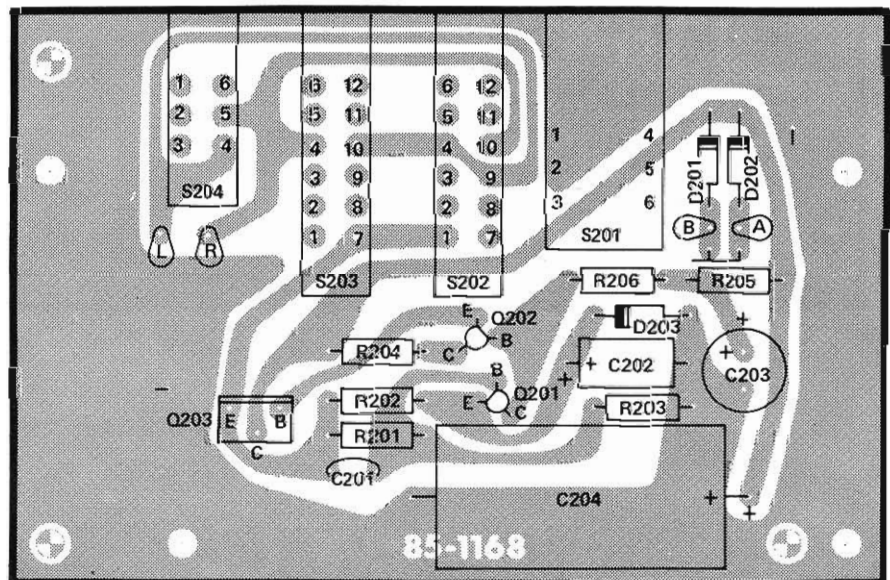 1 6
2 5
3 4
S204
6 12
5 11
4 10
3 9
2 8
1 7
S203
6 12
5 11
4 10
3 9
2 8
1 7
S202
1 4
2 5
3 6
S201
D201
D202
B
A
L
R
R206
R205
E
Q202
B
C
D203
R204
+ C202
+
+
+
C203
B
E
Q201
C
R202
R203
Q203
E B
C
R201
C201
C204
+
+
85-1168